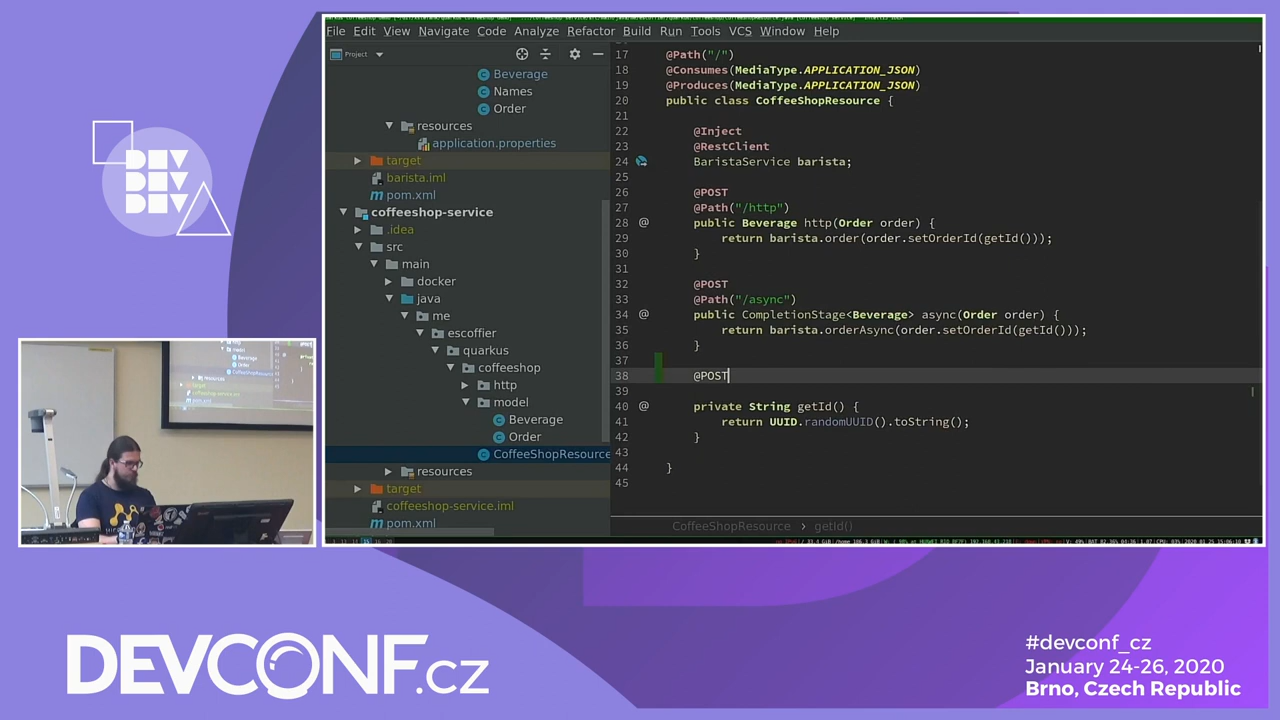 File Edit View Navigate Code Analyze Refactor Build Run Tools VCS Window Help
Project
Beverage
Names
Order
resources
application.properties
target
barista.iml
pom.xml
coffeeshop-service
.idea
src
main
docker
java
me
escoffier
quarkus
coffeeshop
http
model
Beverage
Order
CoffeeShopResource
resources
target
coffeeshop-service.iml
pom.xml
17 @Path("/")
18 @Consumes(MediaType.APPLICATION_JSON)
19 @Produces(MediaType.APPLICATION_JSON)
20 public class CoffeeShopResource {
21
22 @Inject
23 @RestClient
24 BaristaService barista;
25
26 @POST
27 @Path("/http")
28 @ public Beverage http(Order order) {
29 return barista.order(order.setOrderId(getId()));
30 }
31
32 @POST
33 @Path("/async")
34 @ public CompletionStage<Beverage> async(Order order) {
35 return barista.orderAsync(order.setOrderId(getId()));
36 }
37
38 @POST
39
40 @ private String getId() {
41 return UUID.randomUUID().toString();
42 }
43
44 }
45
CoffeeShopResource › getId()
DEV
DEV
DEV
DEVCONF.cz
#devconf_cz
January 24-26, 2020
Brno, Czech Republic